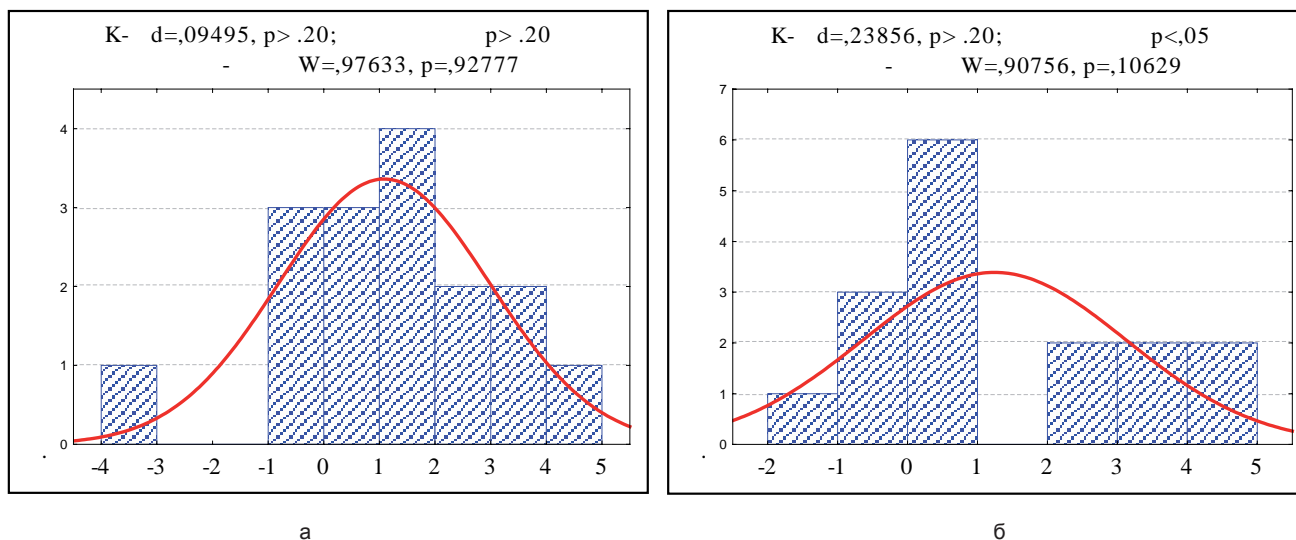 K- d=,09495, p> .20; p> .20
- W=,97633, p=,92777
4
3
2
1
0
.
-4 -3 -2 -1 0 1 2 3 4 5
а
K- d=,23856, p> .20; p<,05
- W=,90756, p=,10629
7
6
5
4
3
2
1
0
.
-2 -1 0 1 2 3 4 5
б